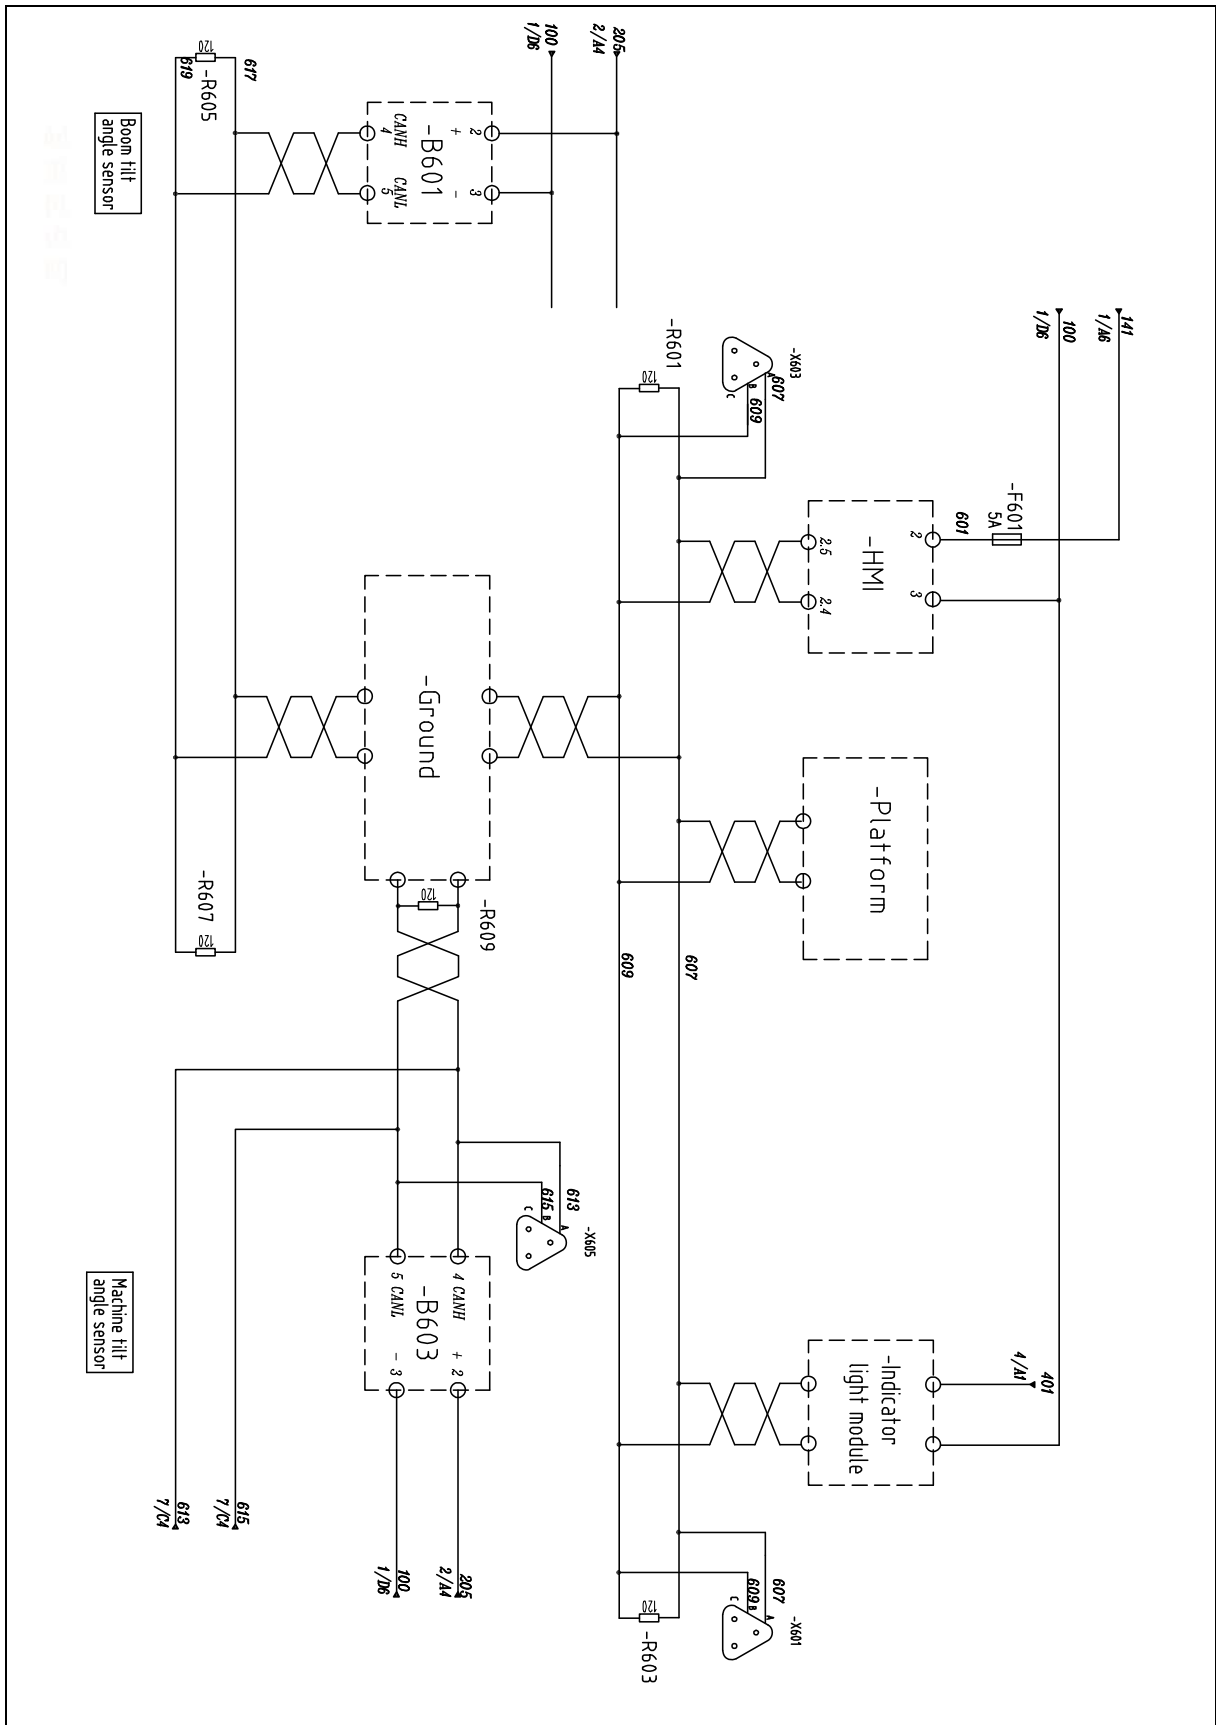 141
1/A6
100
1/D6
-F601
5A
601
2
3
-HMI
2.5
2.4
-Platform
401
4/A1
-Indicator
light module
-X603
A
B
C
607
609
-R601
120
607
609
-X601
A
B
C
607
609
120
-R603
205
2/A4
100
1/D6
2
+
3
-
-B601
CANH
4
CANL
5
-Ground
-R609
120
613
615
-X605
A
B
C
4 CANH
5 CANL
-B603
+
2
-
3
205
2/A4
100
1/D6
617
619
120
-R605
-R607
120
615
7/C4
613
7/C4
Boom tilt
angle sensor
Machine tilt
angle sensor